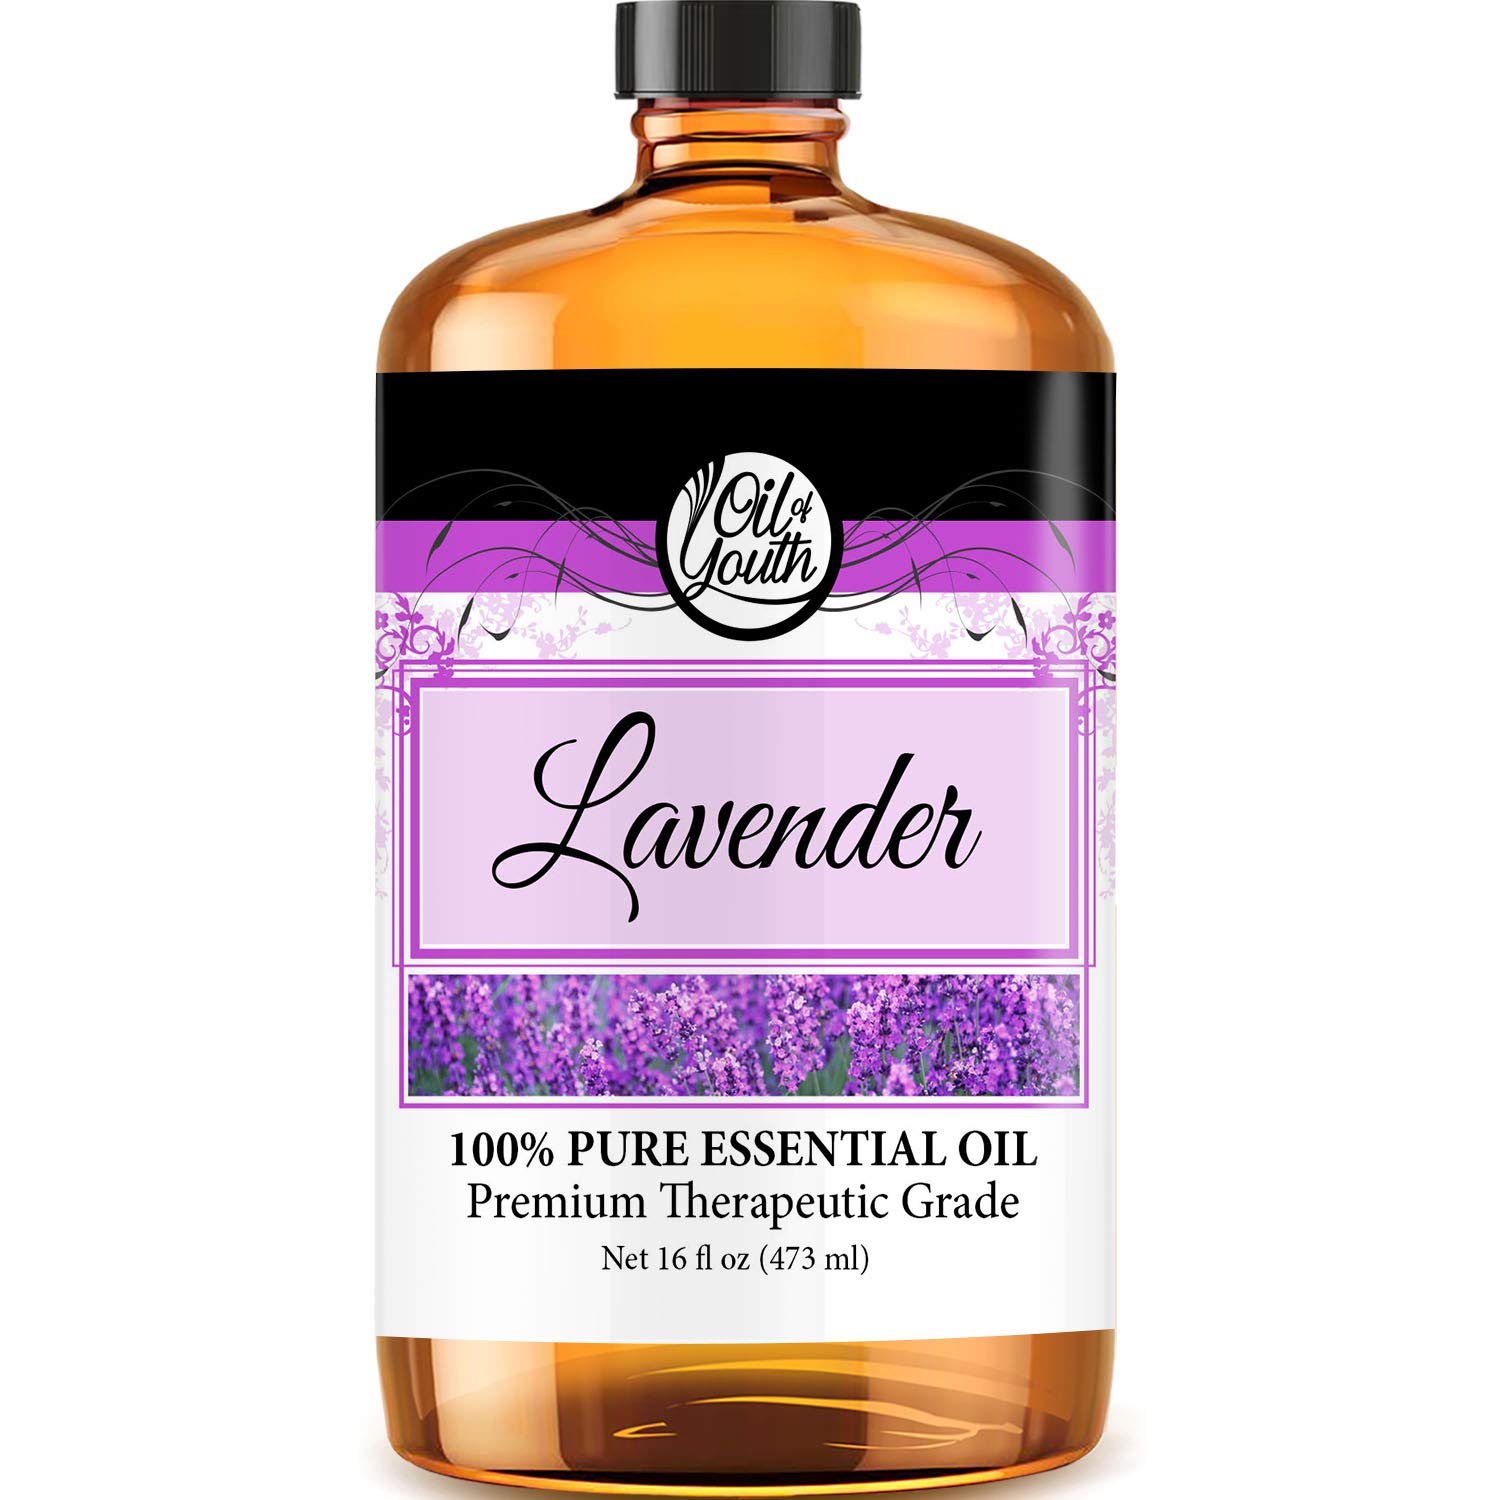 Oil of
Youth
Lavender
100% PURE ESSENTIAL OIL
Premium Therapeutic Grade
Net 16 fl oz (473 ml)